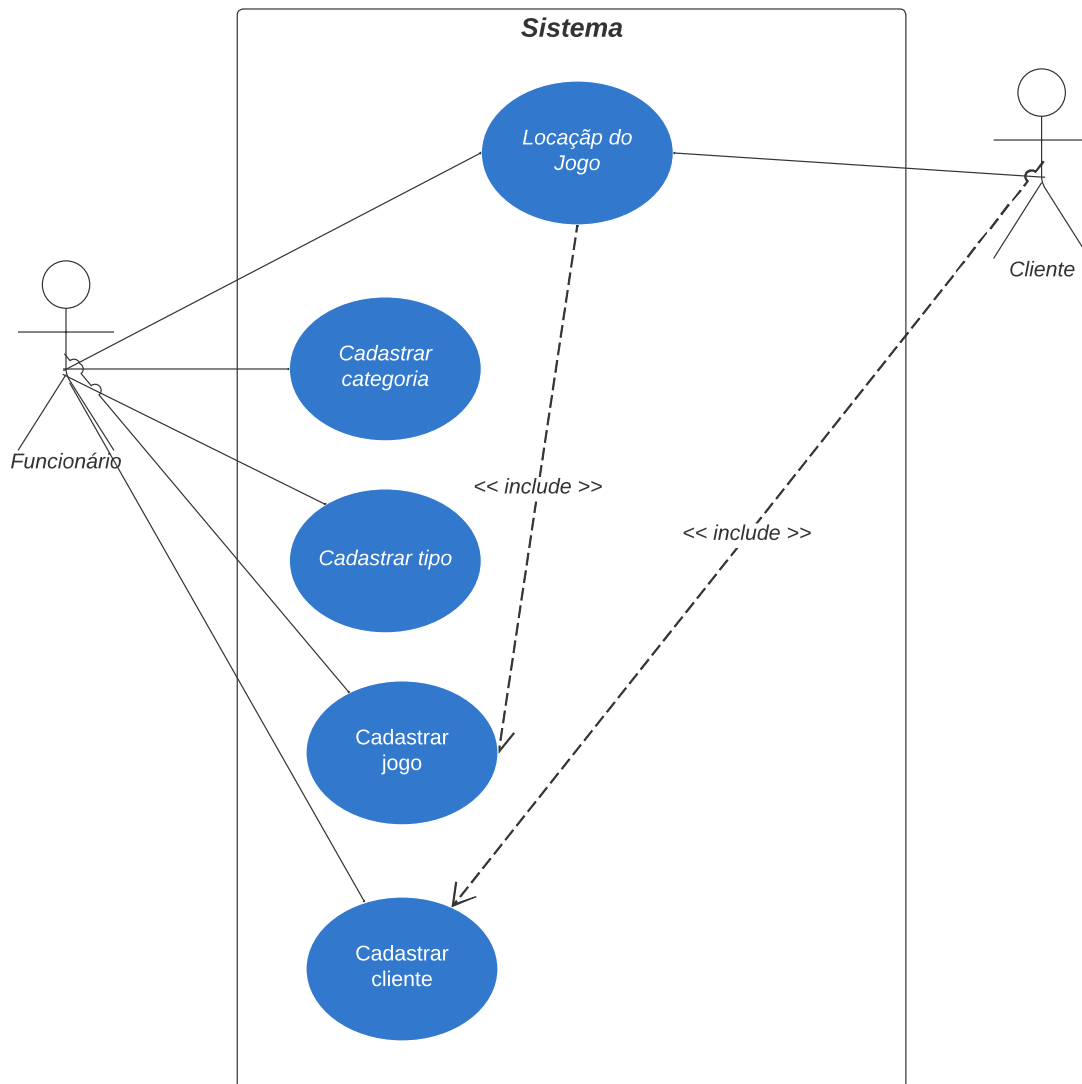 Sistema
Locaçãp do
Jogo
Cliente
Cadastrar
categoria
Funcionário
<< include >>
<< include >>
Cadastrar tipo
Cadastrar
jogo
Cadastrar
cliente